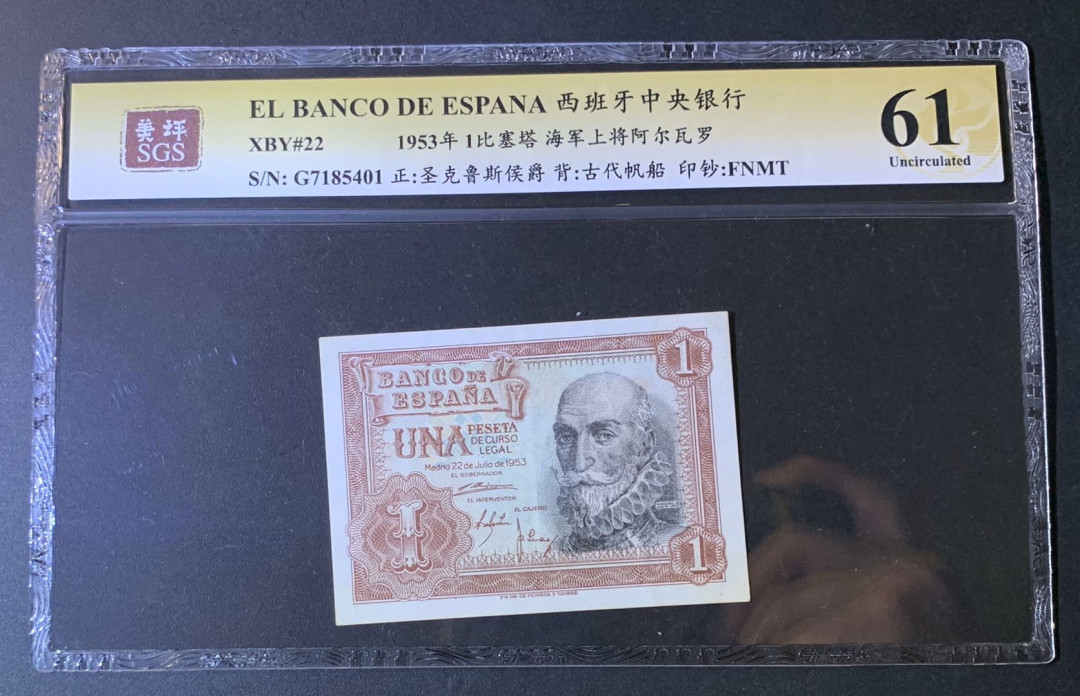 EL BANCO DE ESPANA 西班牙中央银行
美评
SGS
XBY#22 1953年 1比塞塔 海军上将阿尔瓦罗
S/N: G7185401 正:圣克鲁斯侯爵 背:古代帆船 印钞:FNMT
61
Uncirculated
BANCO DE
ESPAÑA
1
UNA PESETA
DE CURSO
LEGAL
Madrid 22 de Julio de 1953
EL GOBERNADOR
EL INTERVENTOR
EL CAJERO
1
1